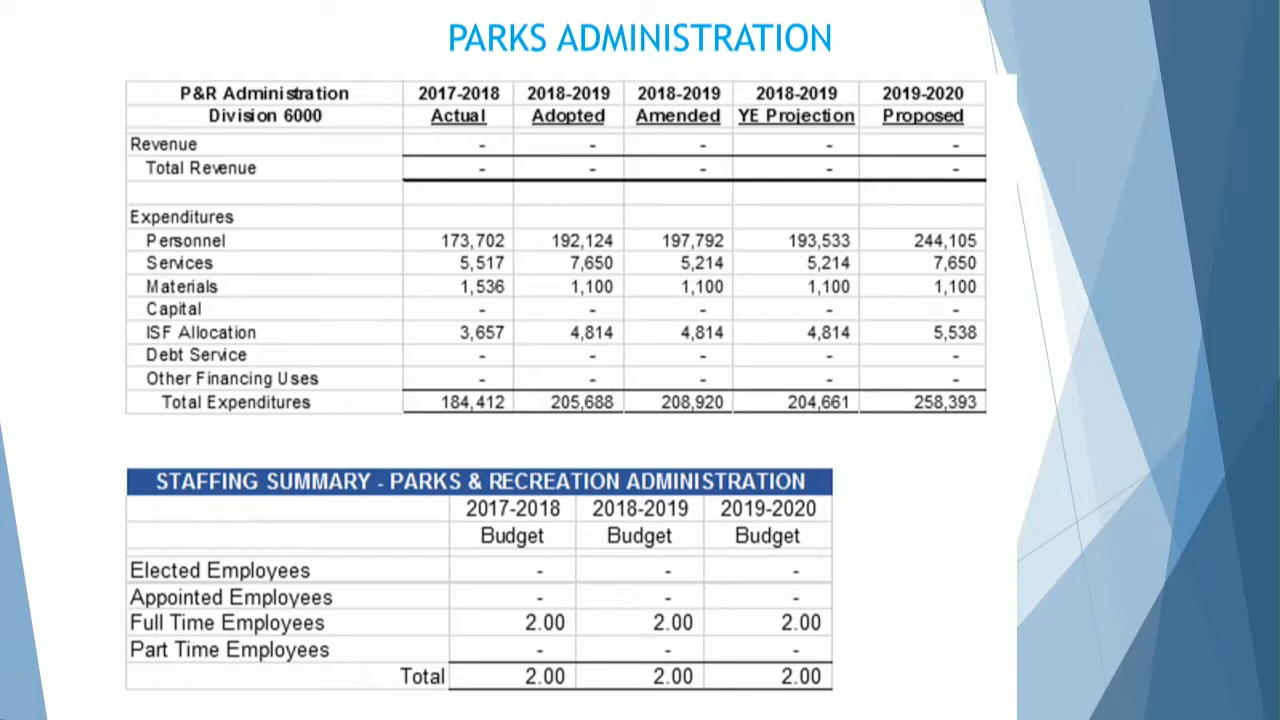 PARKS ADMINISTRATION
P&R Administration 2017-2018 2018-2019 2018-2019 2018-2019 2019-2020
Division 6000 Actual Adopted Amended YE Projection Proposed
Revenue - - - - -
Total Revenue - - - - -
Expenditures
Personnel 173,702 192,124 197,792 193,533 244,105
Services 5,517 7,650 5,214 5,214 7,650
Materials 1,536 1,100 1,100 1,100 1,100
Capital - - - - -
ISF Allocation 3,657 4,814 4,814 4,814 5,538
Debt Service - - - - -
Other Financing Uses - - - - -
Total Expenditures 184,412 205,688 208,920 204,661 258,393
STAFFING SUMMARY - PARKS & RECREATION ADMINISTRATION
2017-2018 2018-2019 2019-2020
Budget Budget Budget
Elected Employees - - -
Appointed Employees - - -
Full Time Employees 2.00 2.00 2.00
Part Time Employees - - -
Total 2.00 2.00 2.00